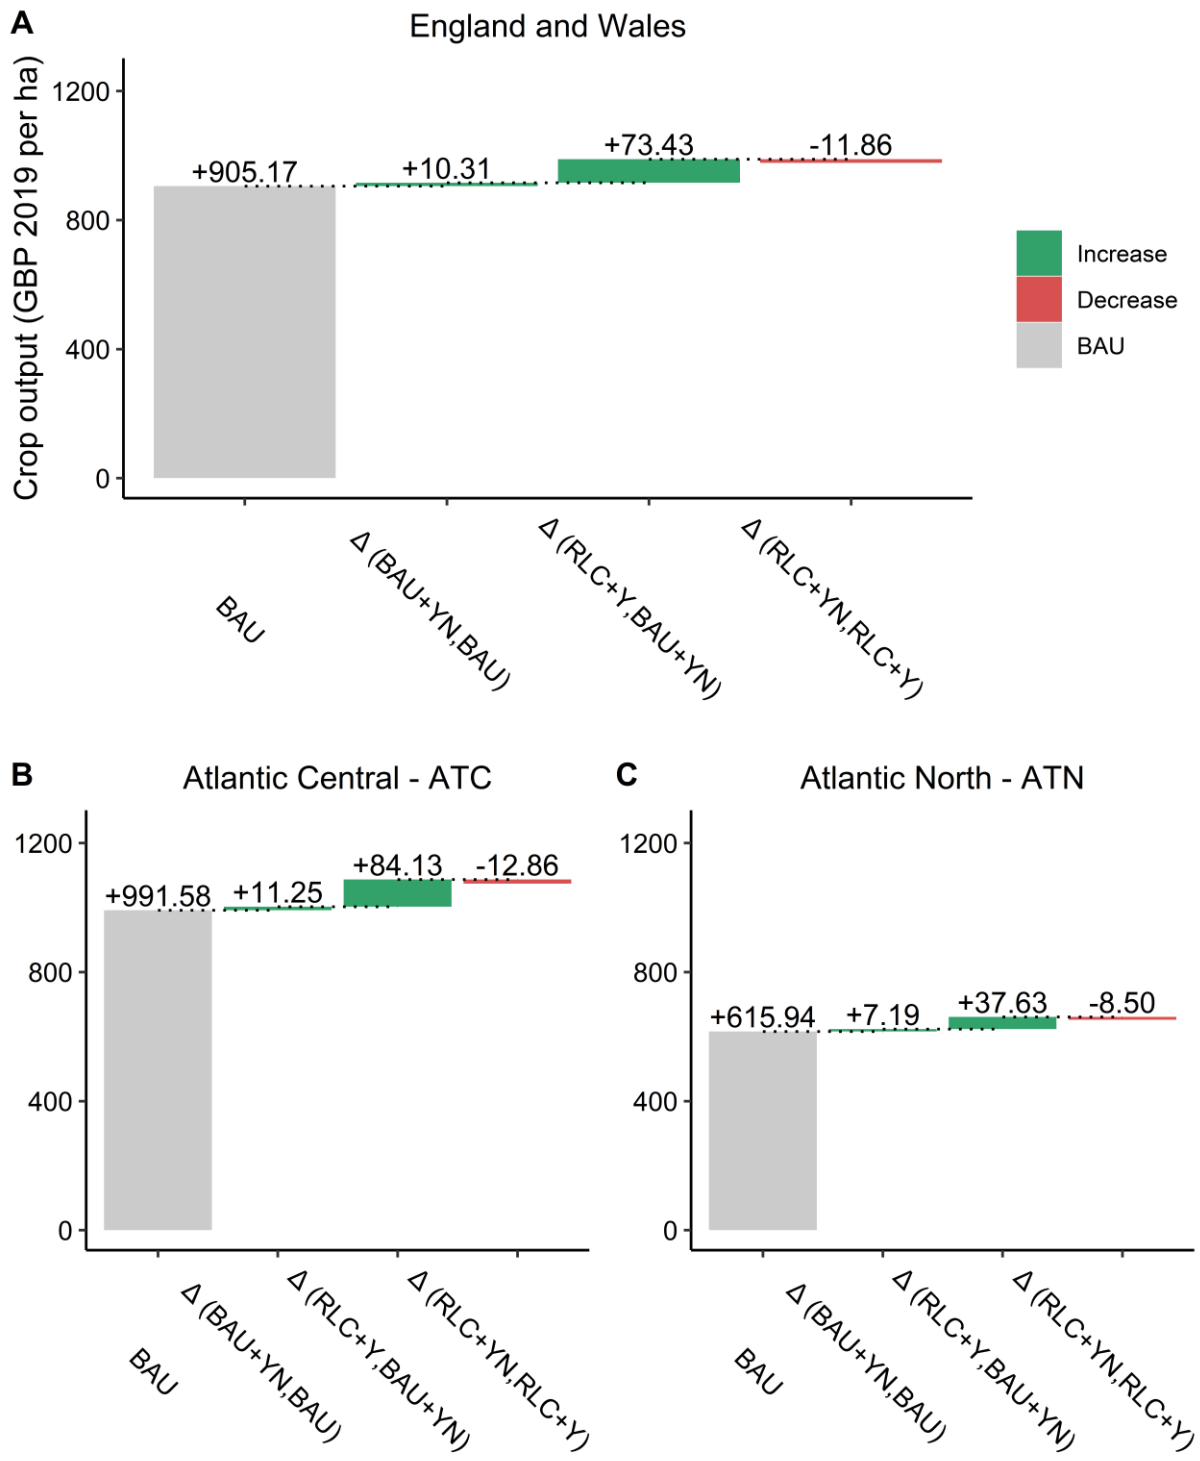 A
England and Wales
Crop output (GBP 2019 per ha)
1200
800
400
0
+905.17
+10.31
+73.43
-11.86
BAU
Δ (BAU+YN,BAU)
Δ (RLC+Y,BAU+YN)
Δ (RLC+YN,RLC+Y)
Increase
Decrease
BAU
B
Atlantic Central - ATC
1200
800
400
0
+991.58
+11.25
+84.13
-12.86
BAU
Δ (BAU+YN,BAU)
Δ (RLC+Y,BAU+YN)
Δ (RLC+YN,RLC+Y)
C
Atlantic North - ATN
1200
800
400
0
+615.94
+7.19
+37.63
-8.50
BAU
Δ (BAU+YN,BAU)
Δ (RLC+Y,BAU+YN)
Δ (RLC+YN,RLC+Y)